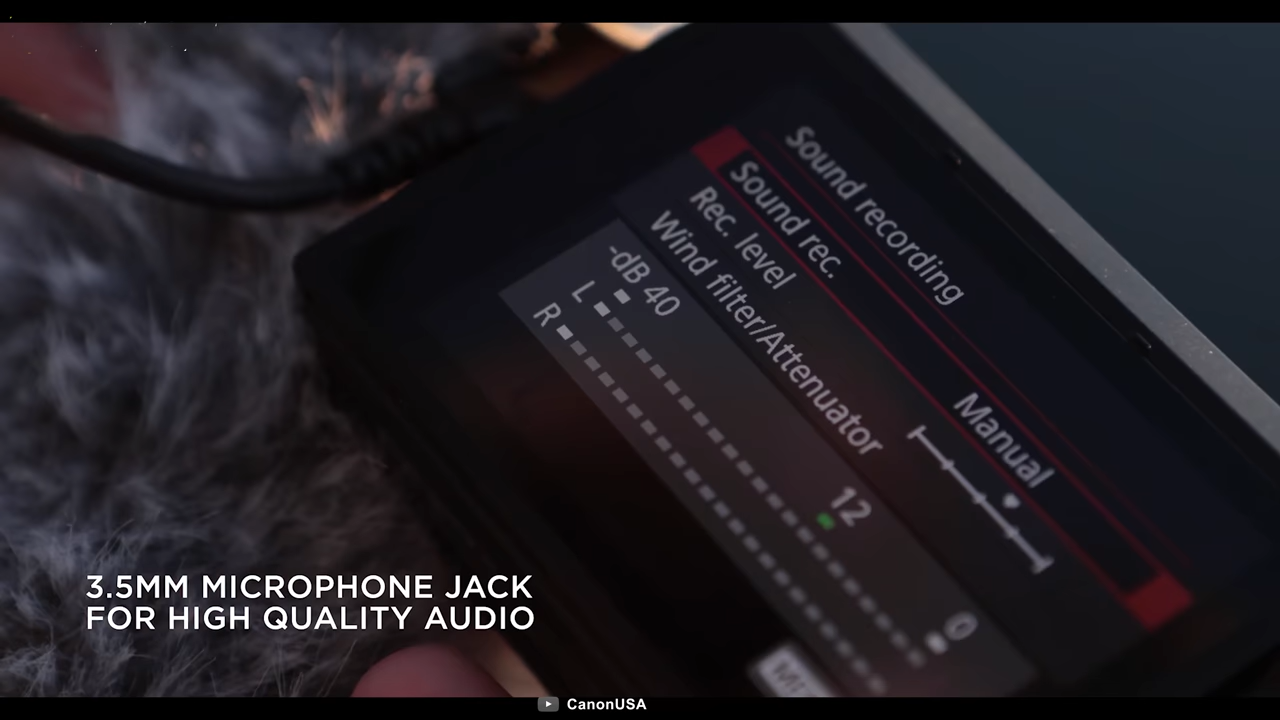 Sound recording
Sound rec. Manual
Rec. level
Wind filter/Attenuator
-dB 40 12 0
L
R
3.5MM MICROPHONE JACK
FOR HIGH QUALITY AUDIO
CanonUSA